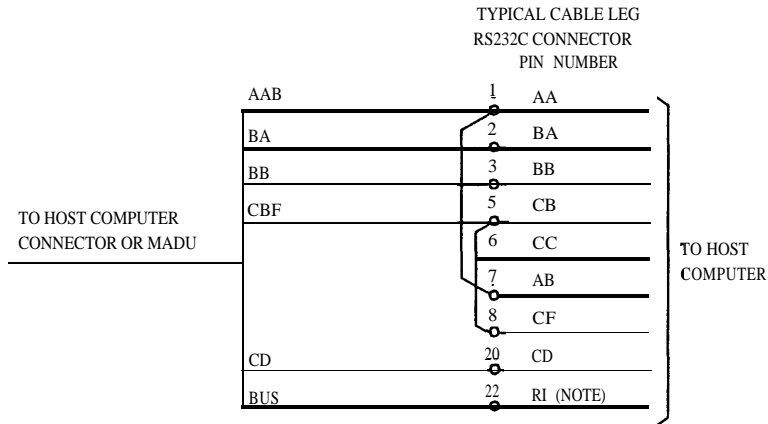 TYPICAL CABLE LEG
RS232C CONNECTOR
PIN NUMBER
AAB 1 AA
BA 2 BA
BB 3 BB
CBF 5 CB
TO HOST COMPUTER
CONNECTOR OR MADU
6 CC
TO HOST
COMPUTER
7 AB
8 CF
CD 20 CD
BUS 22 RI (NOTE)